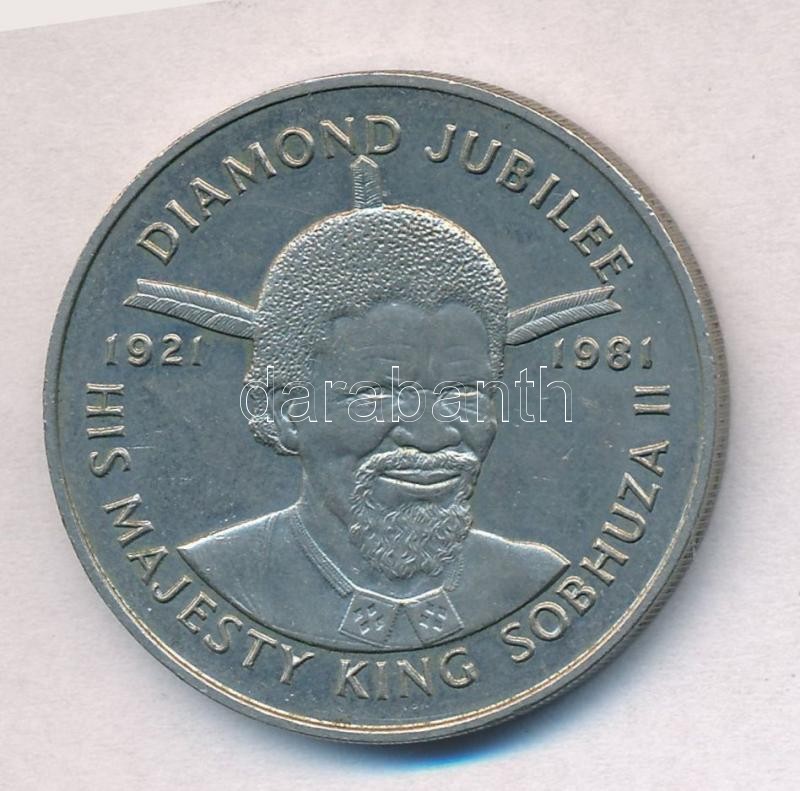 DIAMOND JUBILEE
1921 1981
HIS MAJESTY KING SOBHUZA II
darabanth